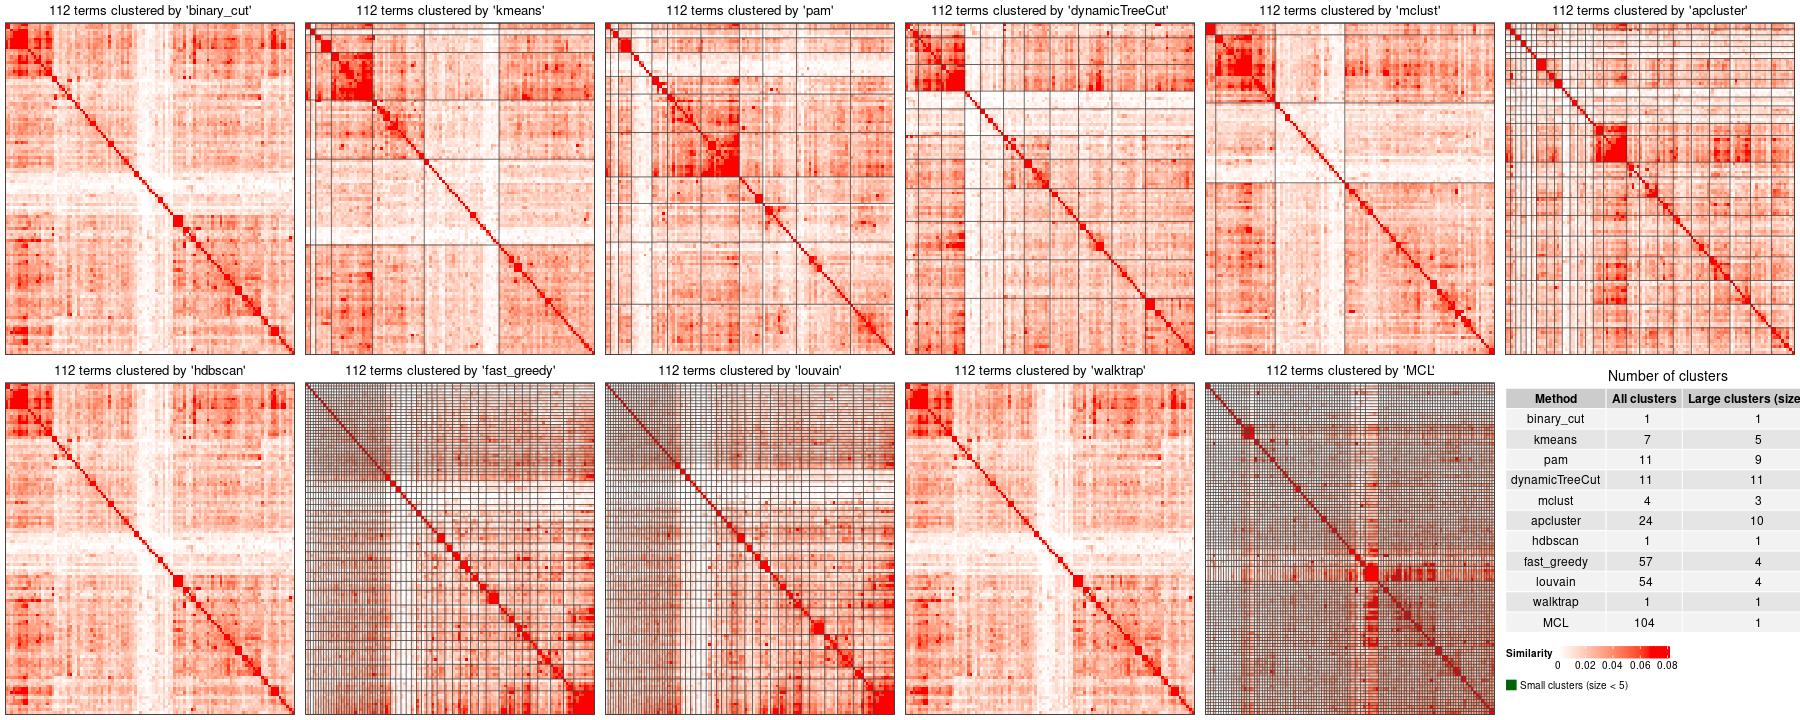 112 terms clustered by 'binary_cut'
112 terms clustered by 'kmeans'
112 terms clustered by 'pam'
112 terms clustered by 'dynamicTreeCut'
112 terms clustered by 'mclust'
112 terms clustered by 'apcluster'
112 terms clustered by 'hdbscan'
112 terms clustered by 'fast_greedy'
112 terms clustered by 'louvain'
112 terms clustered by 'walktrap'
112 terms clustered by 'MCL'
Number of clusters
Method All clusters Large clusters (size
binary_cut 1 1
kmeans 7 5
pam 11 9
dynamicTreeCut 11 11
mclust 4 3
apcluster 24 10
hdbscan 1 1
fast_greedy 57 4
louvain 54 4
walktrap 1 1
MCL 104 1
Similarity
0 0.02 0.04 0.06 0.08
Small clusters (size < 5)